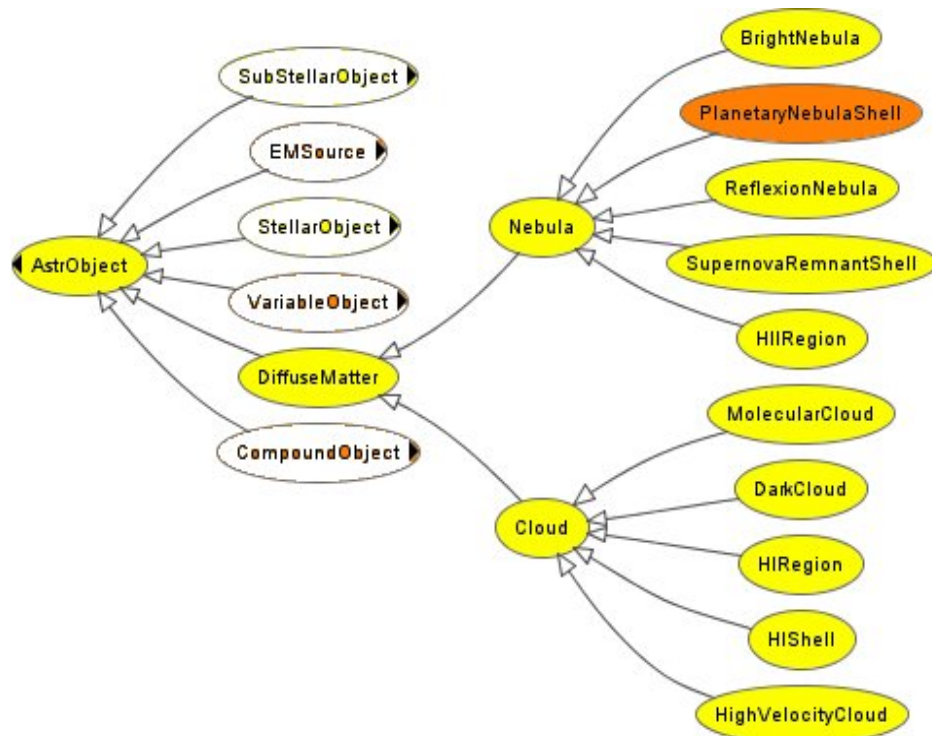 SubStellarObject
EMSource
StellarObject
AstrObject
VariableObject
DiffuseMatter
CompoundObject
Nebula
Cloud
BrightNebula
PlanetaryNebulaShell
ReflexionNebula
SupernovaRemnantShell
HIIRegion
MolecularCloud
DarkCloud
HIRegion
HIShell
HighVelocityCloud